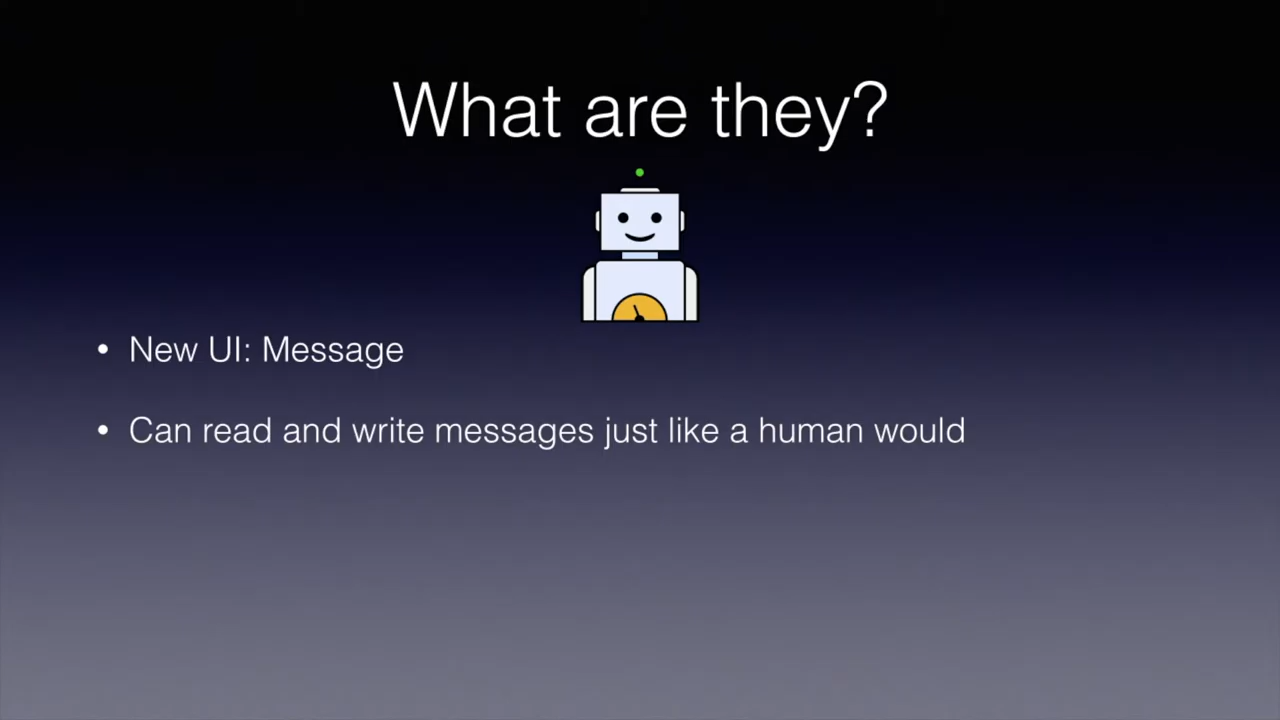 What are they?
• New UI: Message
• Can read and write messages just like a human would